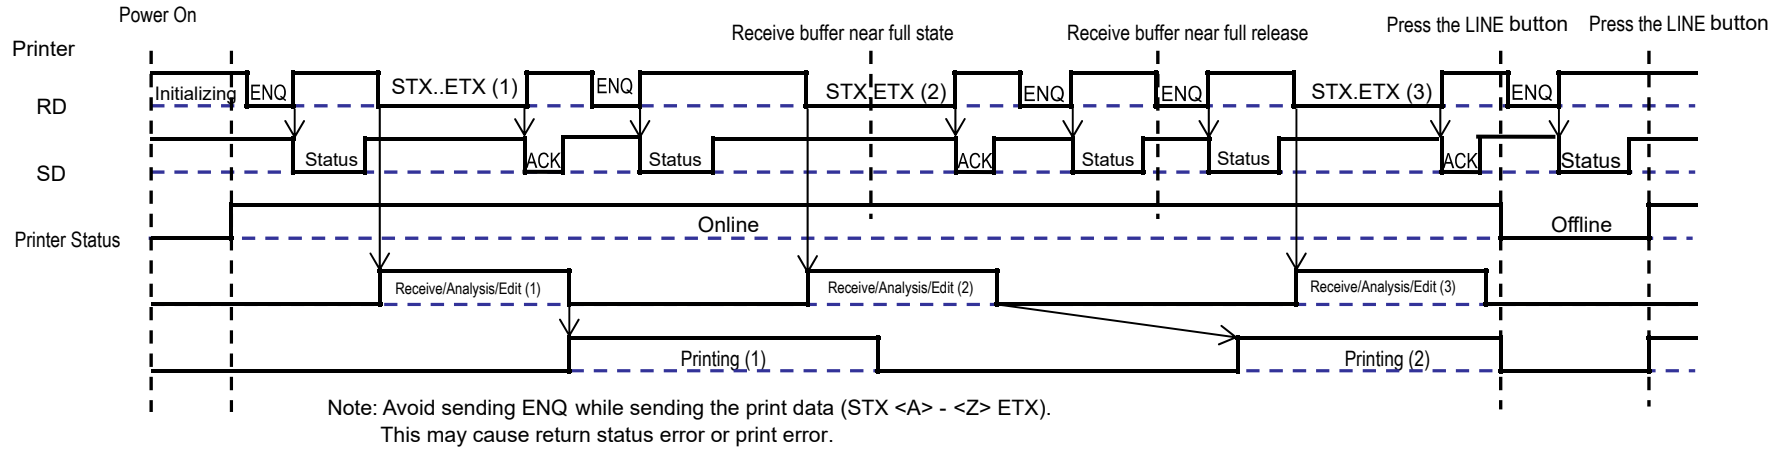 Power On
Receive buffer near full state
Receive buffer near full release
Press the LINE button
Press the LINE button
Printer
RD
Initializing
ENQ
STX..ETX (1)
ENQ
STX.ETX (2)
ENQ
ENQ
STX.ETX (3)
ENQ
SD
Status
ACK
Status
ACK
Status
Status
ACK
Status
Printer Status
Online
Offline
Receive/Analysis/Edit (1)
Receive/Analysis/Edit (2)
Receive/Analysis/Edit (3)
Printing (1)
Printing (2)
Note: Avoid sending ENQ while sending the print data (STX <A> - <Z> ETX).
This may cause return status error or print error.